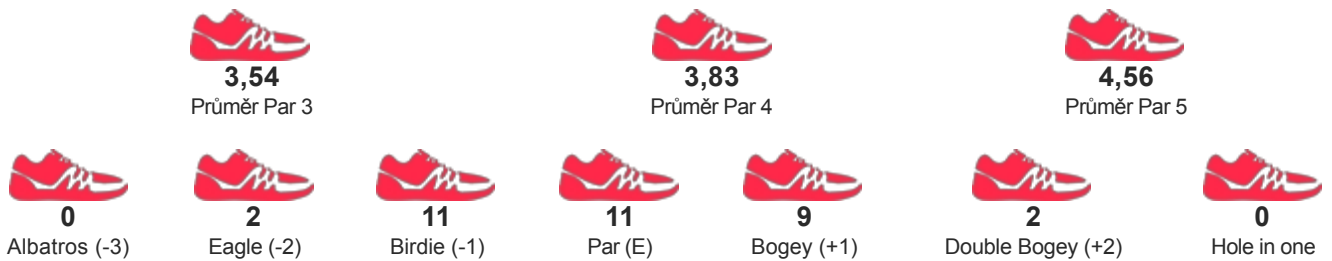 3,54
Průměr Par 3
3,83
Průměr Par 4
4,56
Průměr Par 5
0
Albatros (-3)
2
Eagle (-2)
11
Birdie (-1)
11
Par (E)
9
Bogey (+1)
2
Double Bogey (+2)
0
Hole in one